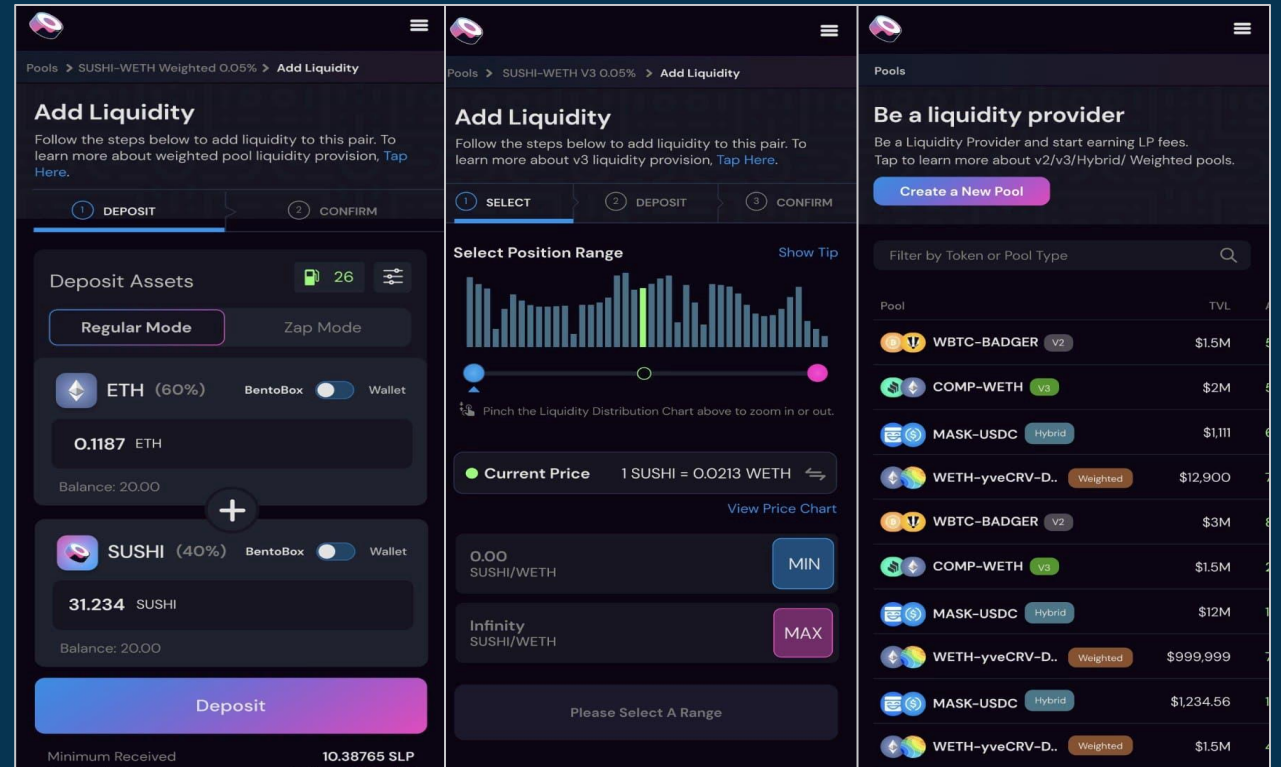 Pools > SUSHI-WETH Weighted 0.05% > Add Liquidity
Add Liquidity
Follow the steps below to add liquidity to this pair. To
learn more about weighted pool liquidity provision, Tap
Here.
1 DEPOSIT
2 CONFIRM
Deposit Assets
26
Regular Mode
Zap Mode
ETH (60%)
BentoBox
Wallet
0.1187 ETH
Balance: 20.00
+
SUSHI (40%)
BentoBox
Wallet
31.234 SUSHI
Balance: 20.00
Deposit
Minimum Received
10.38765 SLP
Pools > SUSHI-WETH V3 0.05% > Add Liquidity
Add Liquidity
Follow the steps below to add liquidity to this pair. To
learn more about v3 liquidity provision, Tap Here.
1 SELECT
2 DEPOSIT
3 CONFIRM
Select Position Range
Show Tip
Pinch the Liquidity Distribution Chart above to zoom in or out.
Current Price
1 SUSHI = 0.0213 WETH
View Price Chart
0.00
SUSHI/WETH
MIN
Infinity
SUSHI/WETH
MAX
Please Select A Range
Pools
Be a liquidity provider
Be a Liquidity Provider and start earning LP fees.
Tap to learn more about v2/v3/Hybrid/ Weighted pools.
Create a New Pool
Filter by Token or Pool Type
Pool
TVL
WBTC-BADGER V2 $1.5M
COMP-WETH V3 $2M
MASK-USDC Hybrid $1,111
WETH-yveCRV-D.. Weighted $12,900
WBTC-BADGER V2 $3M
COMP-WETH V3 $1.5M
MASK-USDC Hybrid $12M
WETH-yveCRV-D.. Weighted $999,999
MASK-USDC Hybrid $1,234.56
WETH-yveCRV-D.. Weighted $1.5M